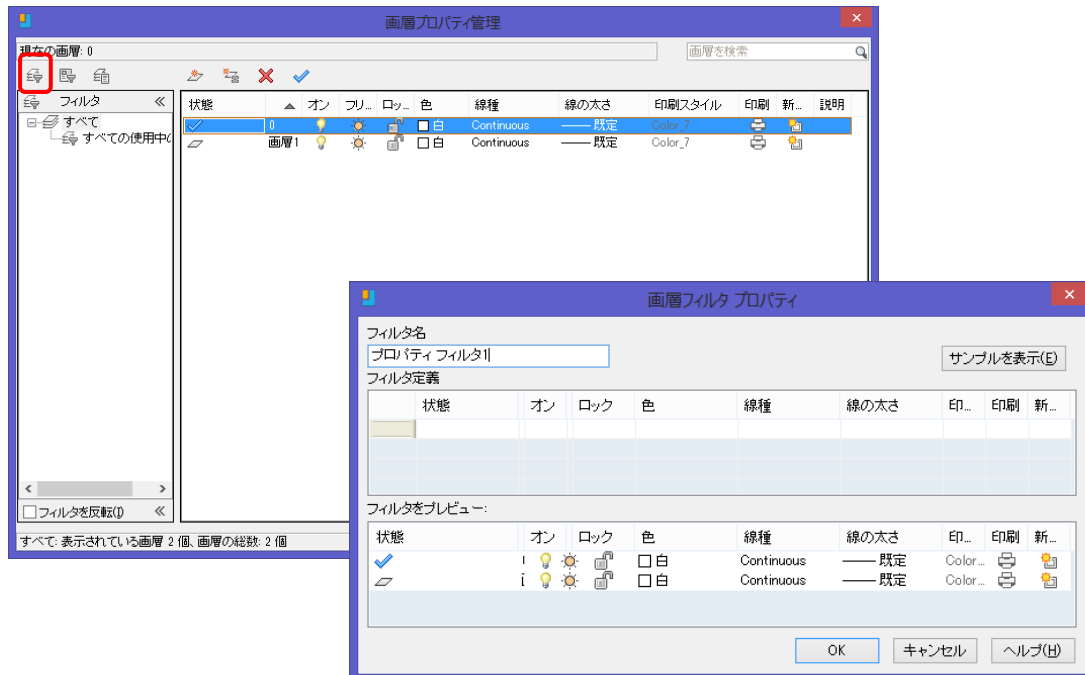 画層プロパティ管理
現在の画層: 0
画層を検索
フィルタ
すべて
すべての使用中
状態 オン フリ... ロッ... 色 線種 線の太さ 印刷スタイル 印刷 新... 説明
0 白 Continuous 既定 Color_7
画層1 白 Continuous 既定 Color_7
フィルタを反転(I)
すべて: 表示されている画層 2 個、画層の総数: 2 個
画層フィルタ プロパティ
フィルタ名
プロパティ フィルタ1
サンプルを表示(E)
フィルタ定義
状態 オン ロック 色 線種 線の太さ 印... 印刷 新...
フィルタをプレビュー:
状態 オン ロック 色 線種 線の太さ 印... 印刷 新...
白 Continuous 既定 Color...
白 Continuous 既定 Color...
OK キャンセル ヘルプ(H)